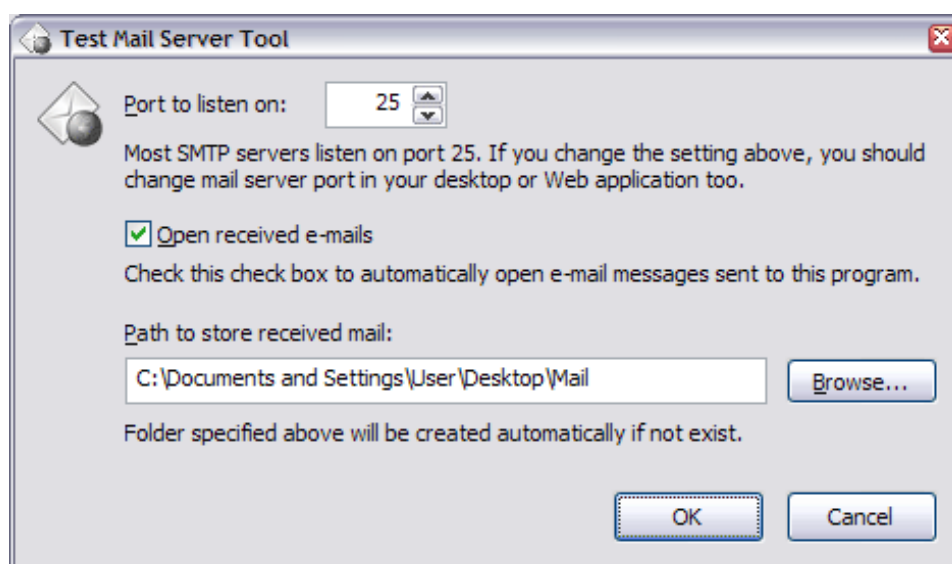 Test Mail Server Tool
Port to listen on: 25
Most SMTP servers listen on port 25. If you change the setting above, you should
change mail server port in your desktop or Web application too.
Open received e-mails
Check this check box to automatically open e-mail messages sent to this program.
Path to store received mail:
C:\Documents and Settings\User\Desktop\Mail Browse...
Folder specified above will be created automatically if not exist.
OK Cancel